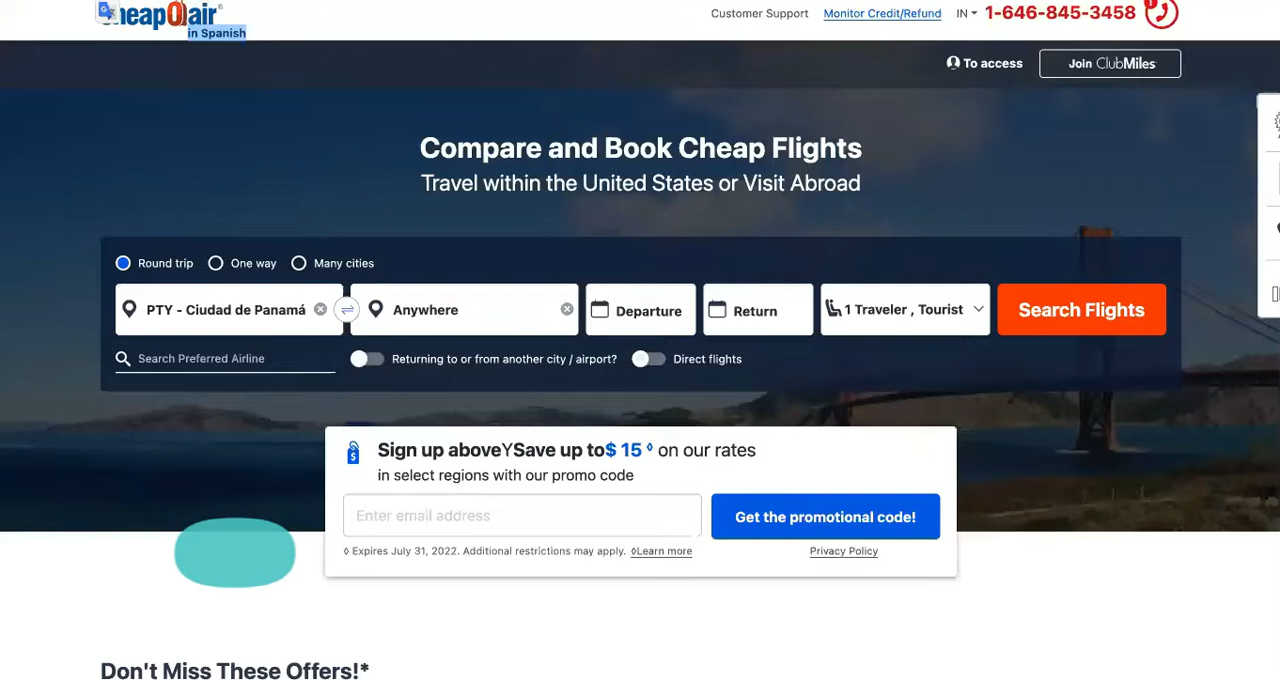 CheapOair®
in Spanish
Customer Support
Monitor Credit/Refund
IN
1-646-845-3458
1
To access
Join ClubMiles
Compare and Book Cheap Flights
Travel within the United States or Visit Abroad
Round trip
One way
Many cities
PTY - Ciudad de Panamá
Anywhere
Departure
Return
1 Traveler , Tourist
Search Flights
Search Preferred Airline
Returning to or from another city / airport?
Direct flights
Sign up aboveYSave up to$ 15 ◊ on our rates
in select regions with our promo code
Enter email address
Get the promotional code!
◊ Expires July 31, 2022. Additional restrictions may apply. ◊Learn more
Privacy Policy
Don't Miss These Offers!*